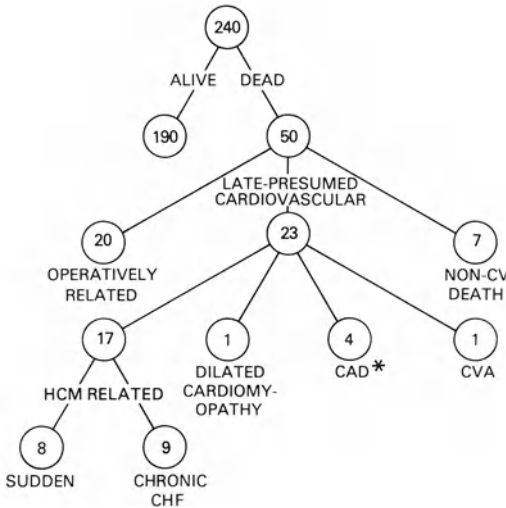 240
ALIVE DEAD
190 50
LATE-PRESUMED
CARDIOVASCULAR
20 23 7
OPERATIVELY
RELATED
NON-CV
DEATH
17 1 4 1
DILATED
CARDIOMY-
OPATHY
CAD*
CVA
HCM RELATED
8 9
SUDDEN
CHRONIC
CHF